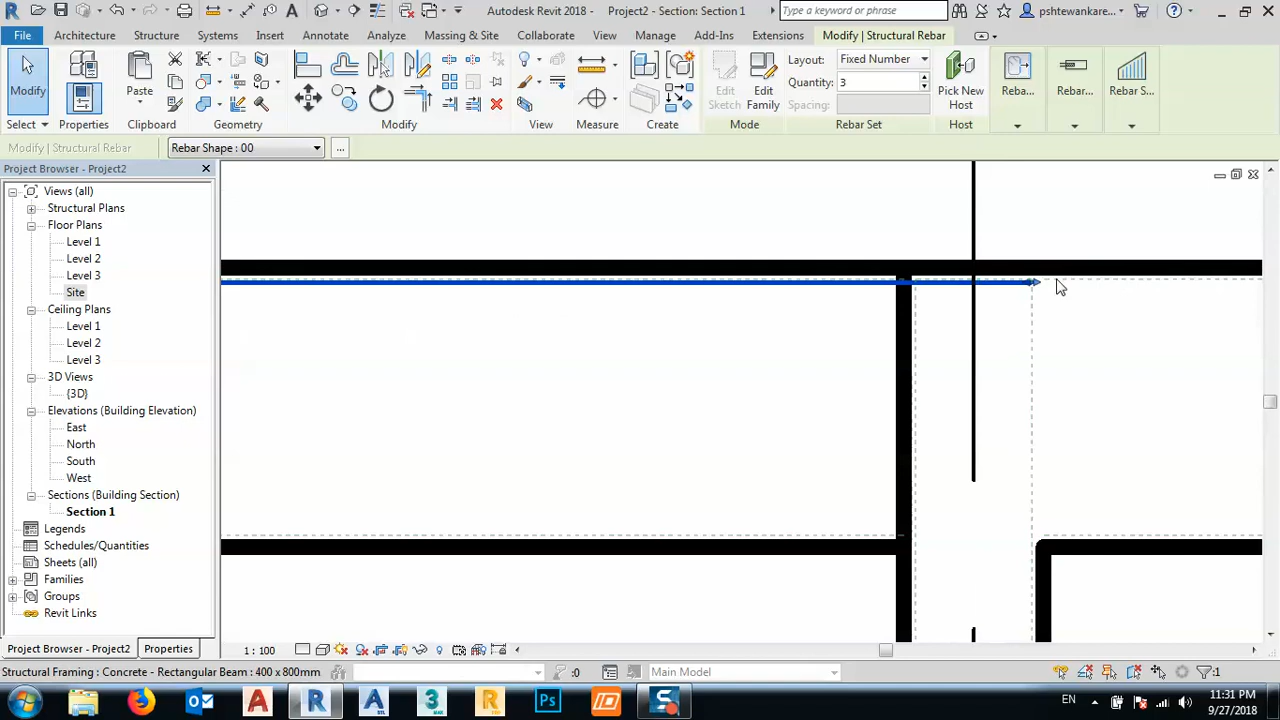 Autodesk Revit 2018 - Project2 - Section: Section 1
Type a keyword or phrase
pshtewankare...
File
Architecture
Structure
Systems
Insert
Annotate
Analyze
Massing & Site
Collaborate
View
Manage
Add-Ins
Extensions
Modify | Structural Rebar
Modify
Paste
Layout: Fixed Number
Quantity: 3
Spacing:
Edit Sketch
Edit Family
Pick New Host
Reba...
Rebar...
Rebar S...
Select
Properties
Clipboard
Geometry
Modify
View
Measure
Create
Mode
Rebar Set
Host
Modify | Structural Rebar
Rebar Shape : 00
...
Project Browser - Project2
Views (all)
Structural Plans
Floor Plans
Level 1
Level 2
Level 3
Site
Ceiling Plans
Level 1
Level 2
Level 3
3D Views
{3D}
Elevations (Building Elevation)
East
North
South
West
Sections (Building Section)
Section 1
Legends
Schedules/Quantities
Sheets (all)
Families
Groups
Revit Links
Project Browser - Project2
Properties
1 : 100
Structural Framing : Concrete - Rectangular Beam : 400 x 800mm
:0
Main Model
:1
EN
11:31 PM
9/27/2018